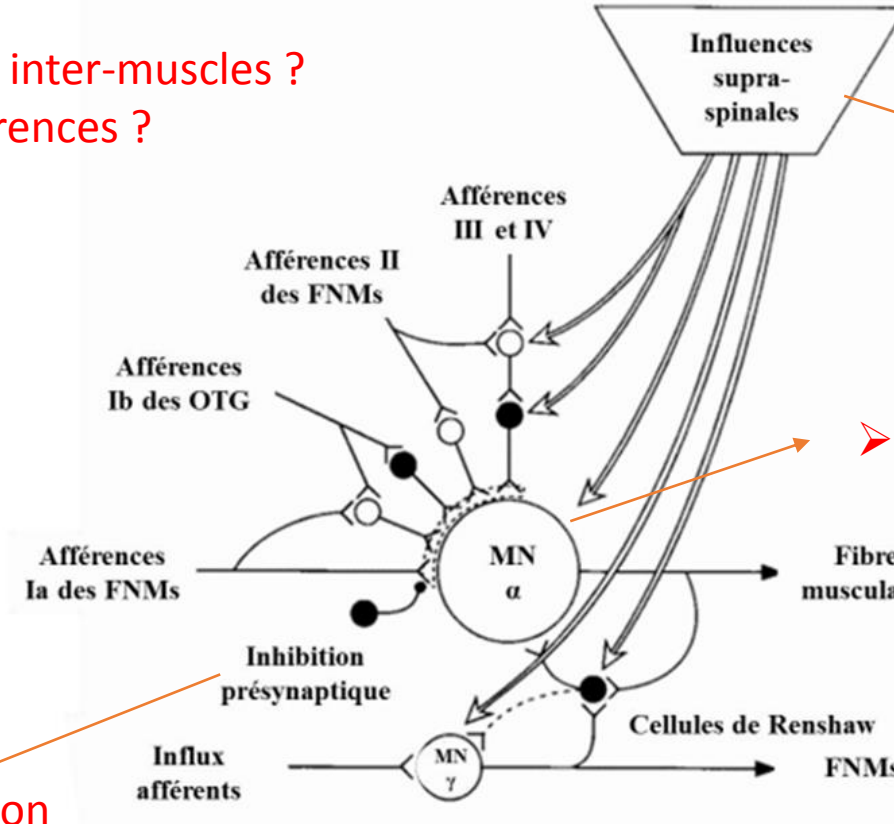 inter-muscles ?
rences ?
Influences
supra-
spinales
Afférences
III et IV
Afférences II
des FNMs
Afférences
Ib des OTG
Afférences
Ia des FNMs
MN
α
Fibre
muscula
Inhibition
présynaptique
Cellules de Renshaw
Influx
afférents
MN
γ
FNMs
on